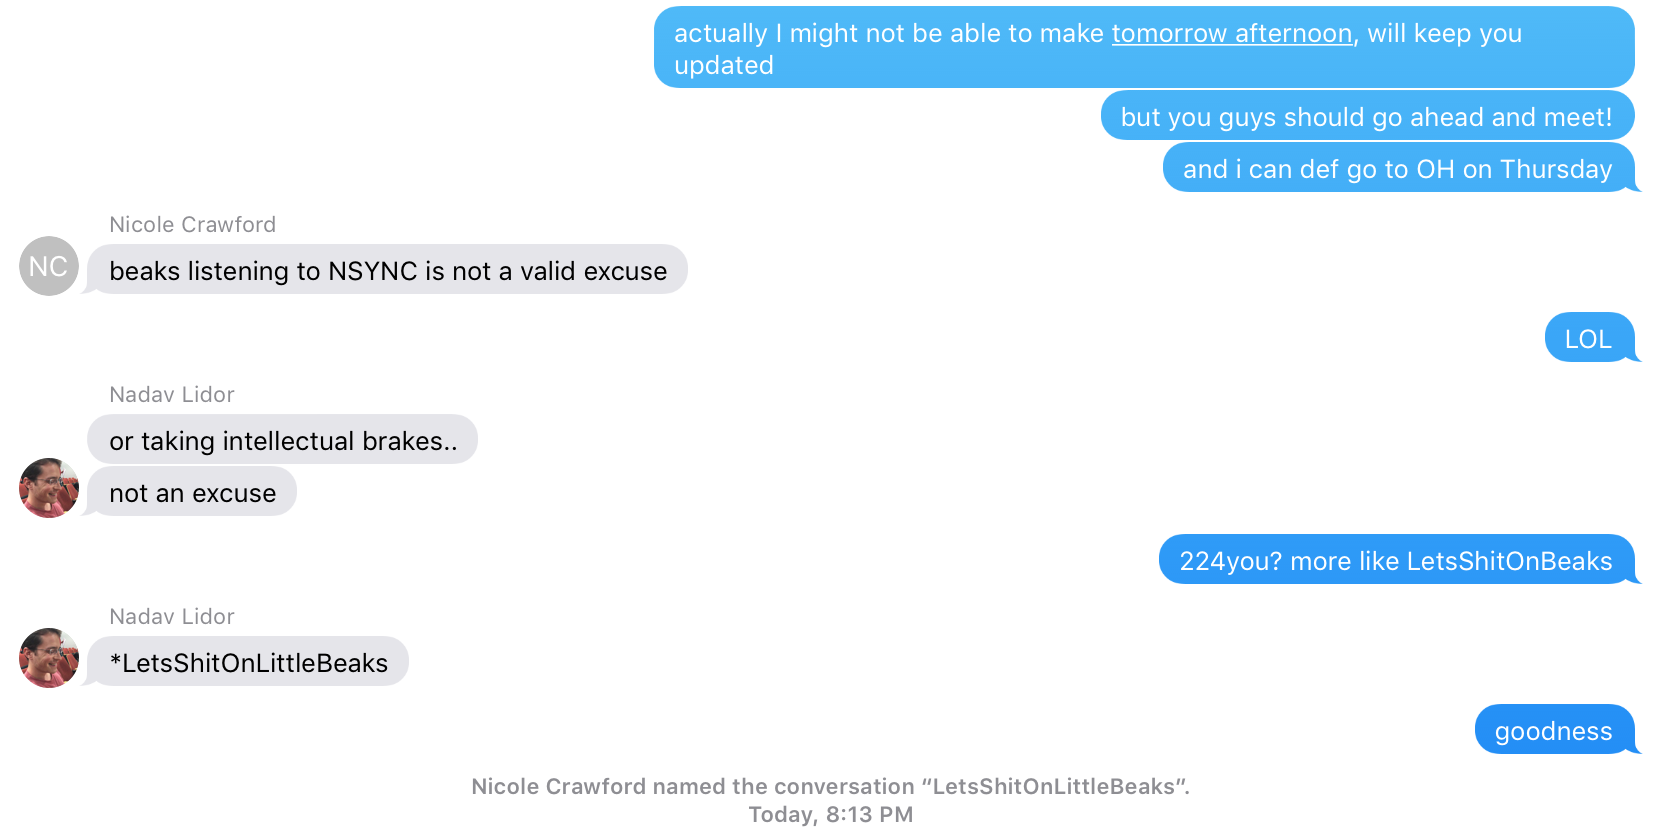 actually I might not be able to make tomorrow afternoon, will keep you
updated
but you guys should go ahead and meet!
and i can def go to OH on Thursday
Nicole Crawford
NC
beaks listening to NSYNC is not a valid excuse
LOL
Nadav Lidor
or taking intellectual brakes..
not an excuse
224you? more like LetsShitOnBeaks
Nadav Lidor
*LetsShitOnLittleBeaks
goodness
Nicole Crawford named the conversation “LetsShitOnLittleBeaks”.
Today, 8:13 PM